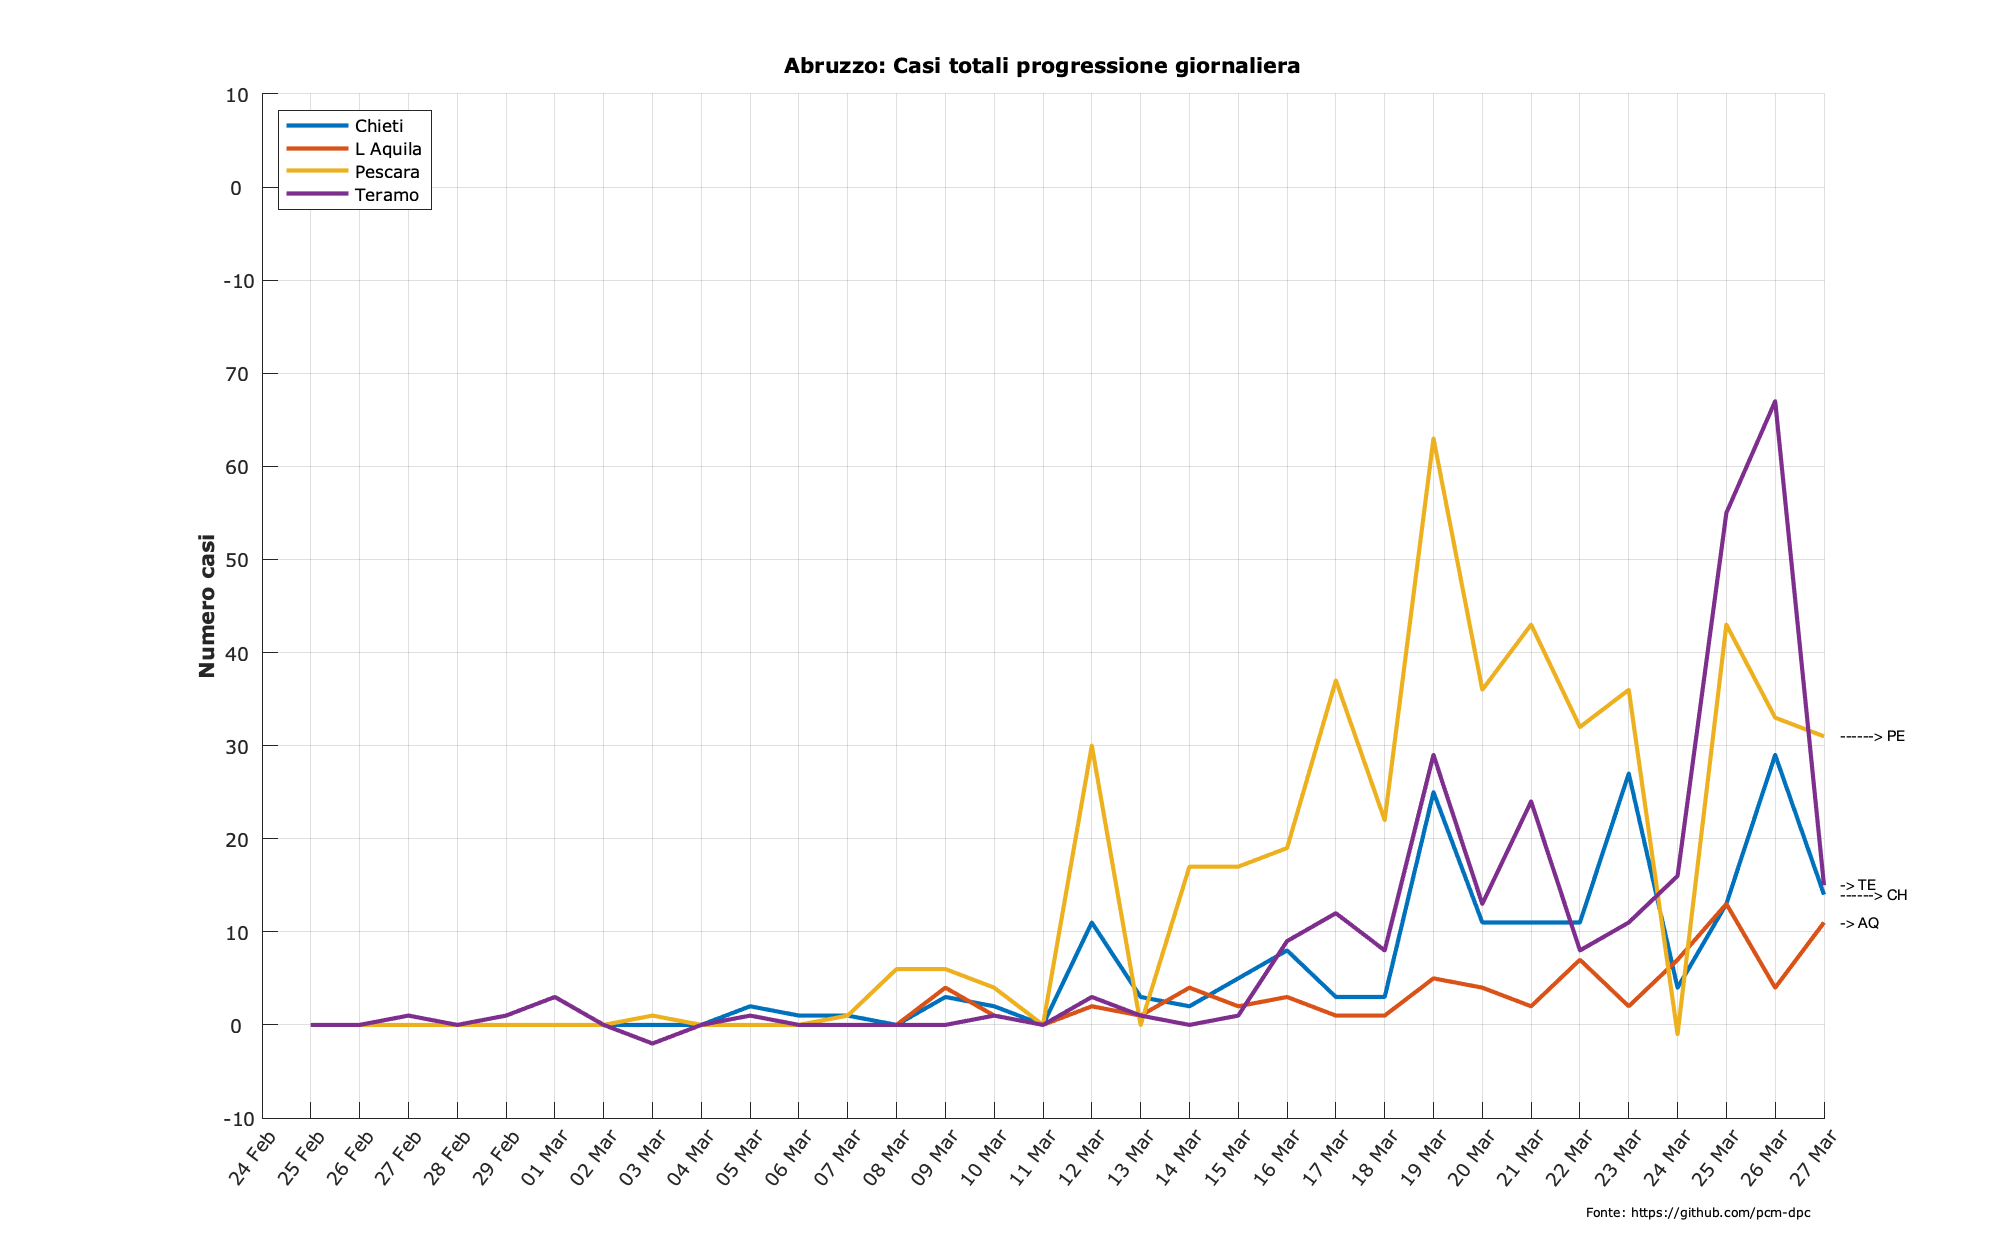 Abruzzo: Casi totali progressione giornaliera
10
0
-10
70
60
50
40
30
20
10
0
-10
Numero casi
Chieti
L Aquila
Pescara
Teramo
------> PE
-> TE
------> CH
-> AQ
24 Feb
25 Feb
26 Feb
27 Feb
28 Feb
29 Feb
01 Mar
02 Mar
03 Mar
04 Mar
05 Mar
06 Mar
07 Mar
08 Mar
09 Mar
10 Mar
11 Mar
12 Mar
13 Mar
14 Mar
15 Mar
16 Mar
17 Mar
18 Mar
19 Mar
20 Mar
21 Mar
22 Mar
23 Mar
24 Mar
25 Mar
26 Mar
27 Mar
Fonte: https://github.com/pcm-dpc